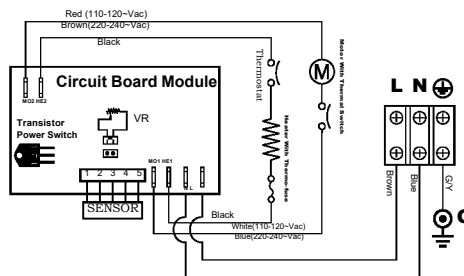 Red (110-120~Vac)
Brown(220-240~Vac)
Black
MO2 HE2
Circuit Board Module
Transistor
Power Switch
VR
1 2 3 4 5
SENSOR
MO1 HE1
N L
Thermostat
Heater With Thermo-fuse
M
Motor With Thermal Switch
Black
White(110-120~Vac)
Blue(220-240~Vac)
L N
Brown
Blue
G/Y